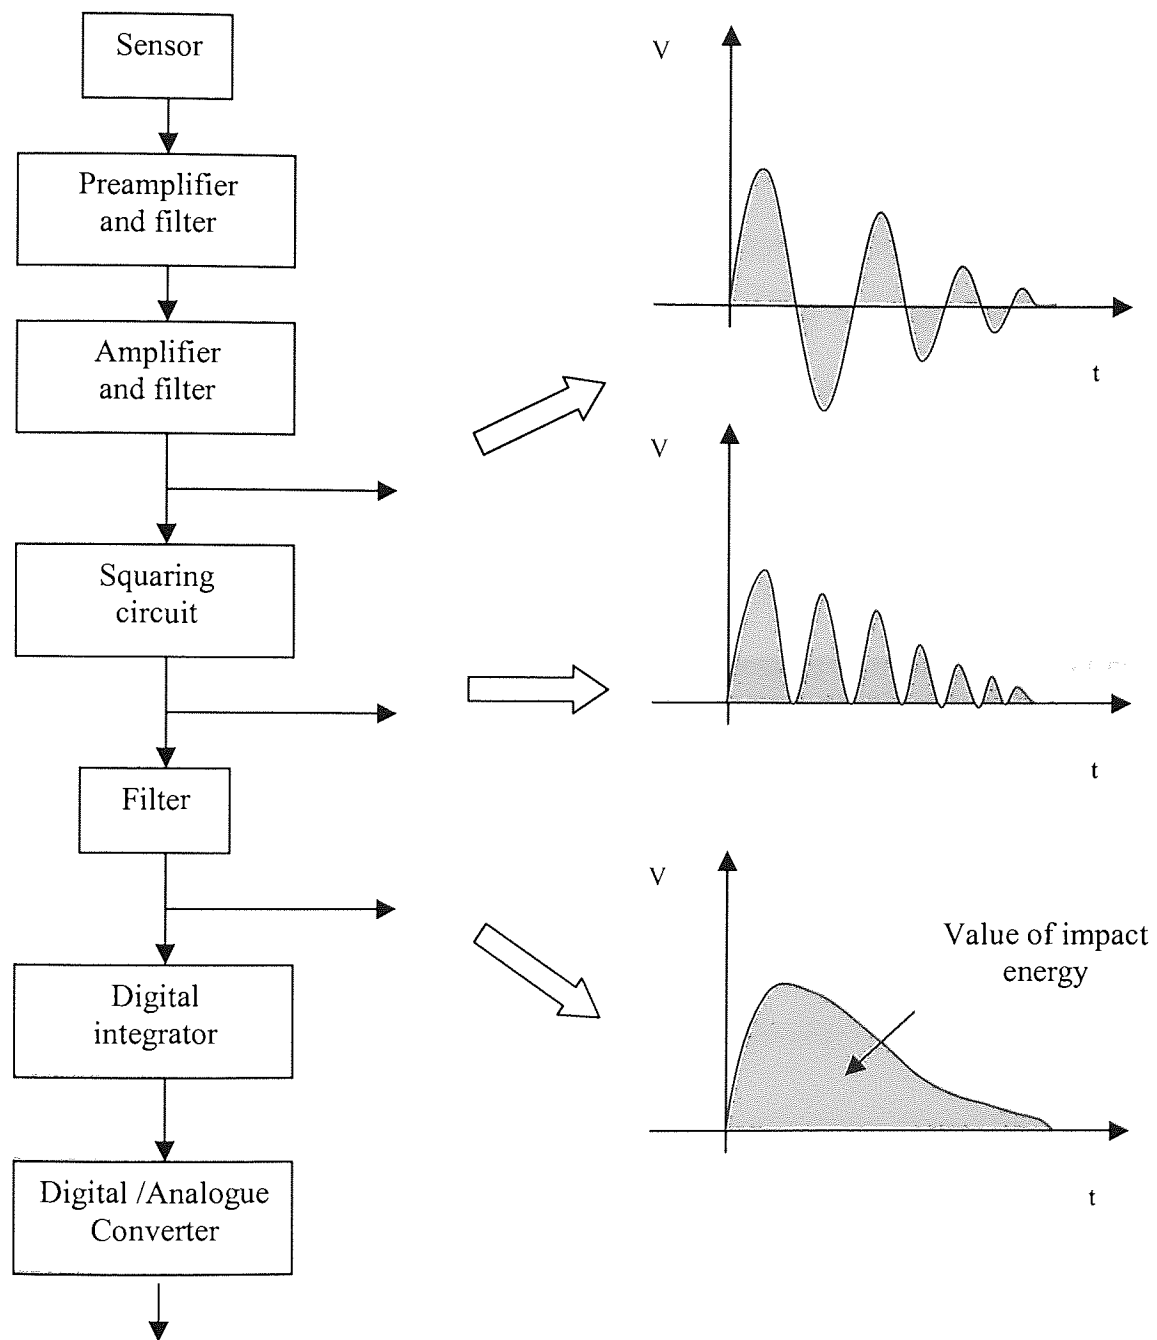 Sensor
Preamplifier
and filter
Amplifier
and filter
Squaring
circuit
Filter
Digital
integrator
Digital /Analogue
Converter
V
t
V
t
V
Value of impact
energy
t